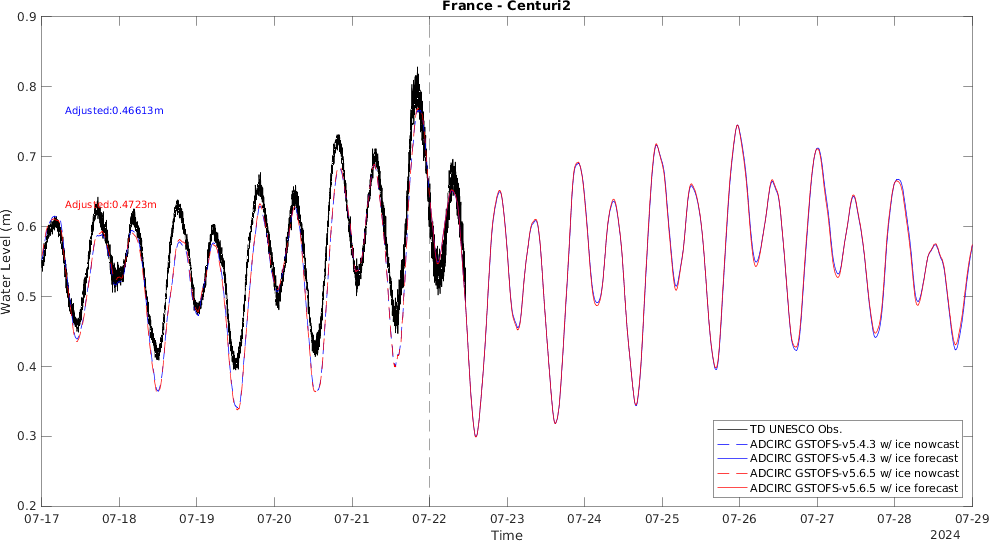 France - Centuri2
0.9
0.8
0.7
0.6
0.5
0.4
0.3
0.2
Water Level (m)
Adjusted:0.46613m
Adjusted:0.4723m
TD UNESCO Obs.
ADCIRC GSTOFS-v5.4.3 w/ ice nowcast
ADCIRC GSTOFS-v5.4.3 w/ ice forecast
ADCIRC GSTOFS-v5.6.5 w/ ice nowcast
ADCIRC GSTOFS-v5.6.5 w/ ice forecast
07-17 07-18 07-19 07-20 07-21 07-22 07-23 07-24 07-25 07-26 07-27 07-28 07-29
Time
2024